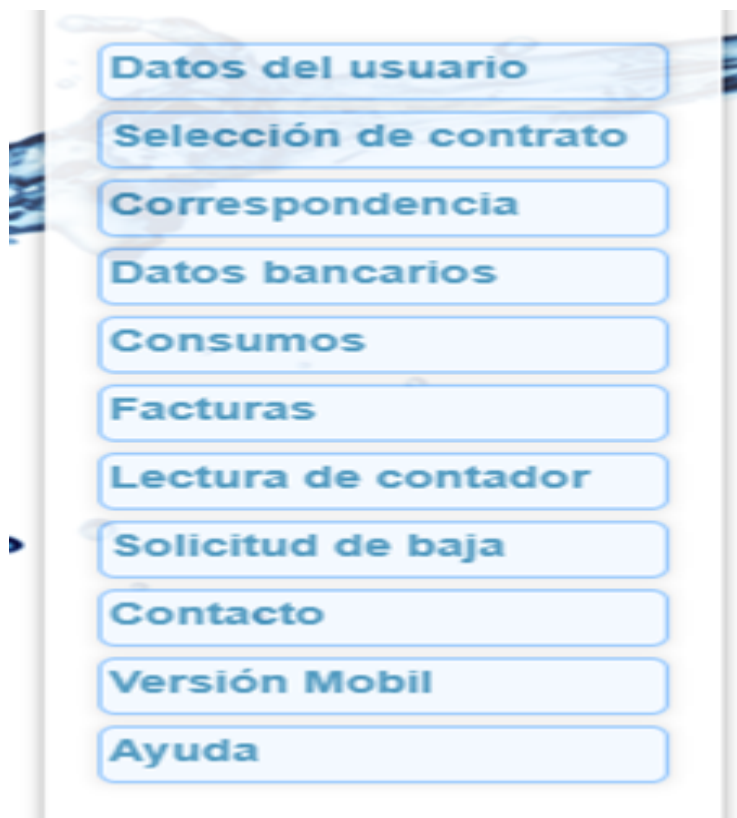 Datos del usuario
Selección de contrato
Correspondencia
Datos bancarios
Consumos
Facturas
Lectura de contador
Solicitud de baja
Contacto
Versión Mobil
Ayuda